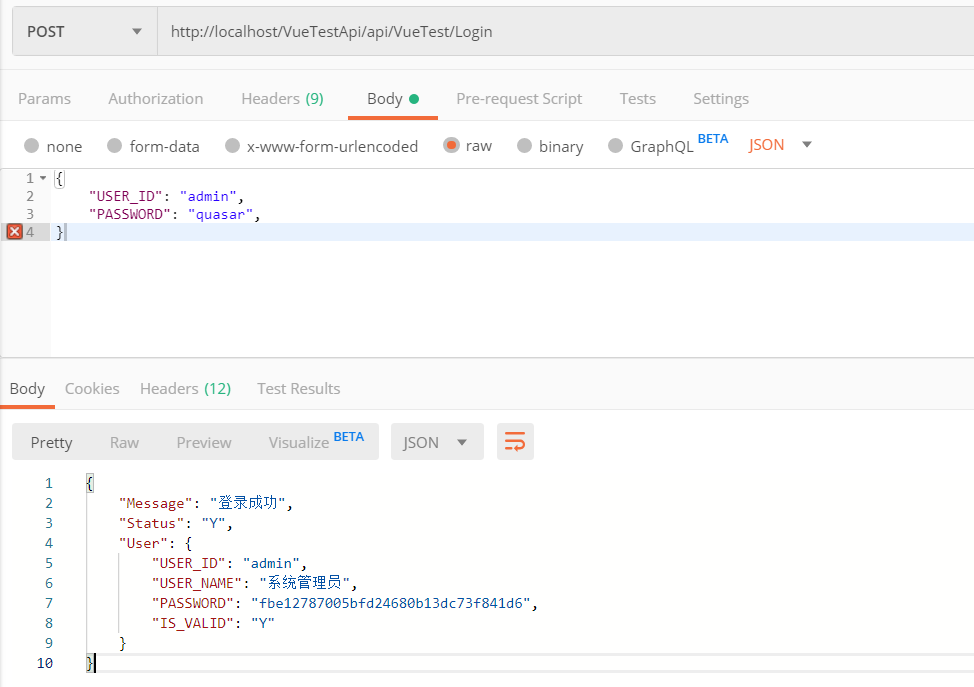 POST http://localhost/VueTestApi/api/VueTest/Login
Params Authorization Headers (9) Body Pre-request Script Tests Settings
none form-data x-www-form-urlencoded raw binary GraphQL BETA JSON
1 {
2 "USER_ID": "admin",
3 "PASSWORD": "quasar",
4 }
Body Cookies Headers (12) Test Results
Pretty Raw Preview Visualize BETA JSON
1 {
2 "Message": "登录成功",
3 "Status": "Y",
4 "User": {
5 "USER_ID": "admin",
6 "USER_NAME": "系统管理员",
7 "PASSWORD": "fbe12787005bfd24680b13dc73f841d6",
8 "IS_VALID": "Y"
9 }
10 }